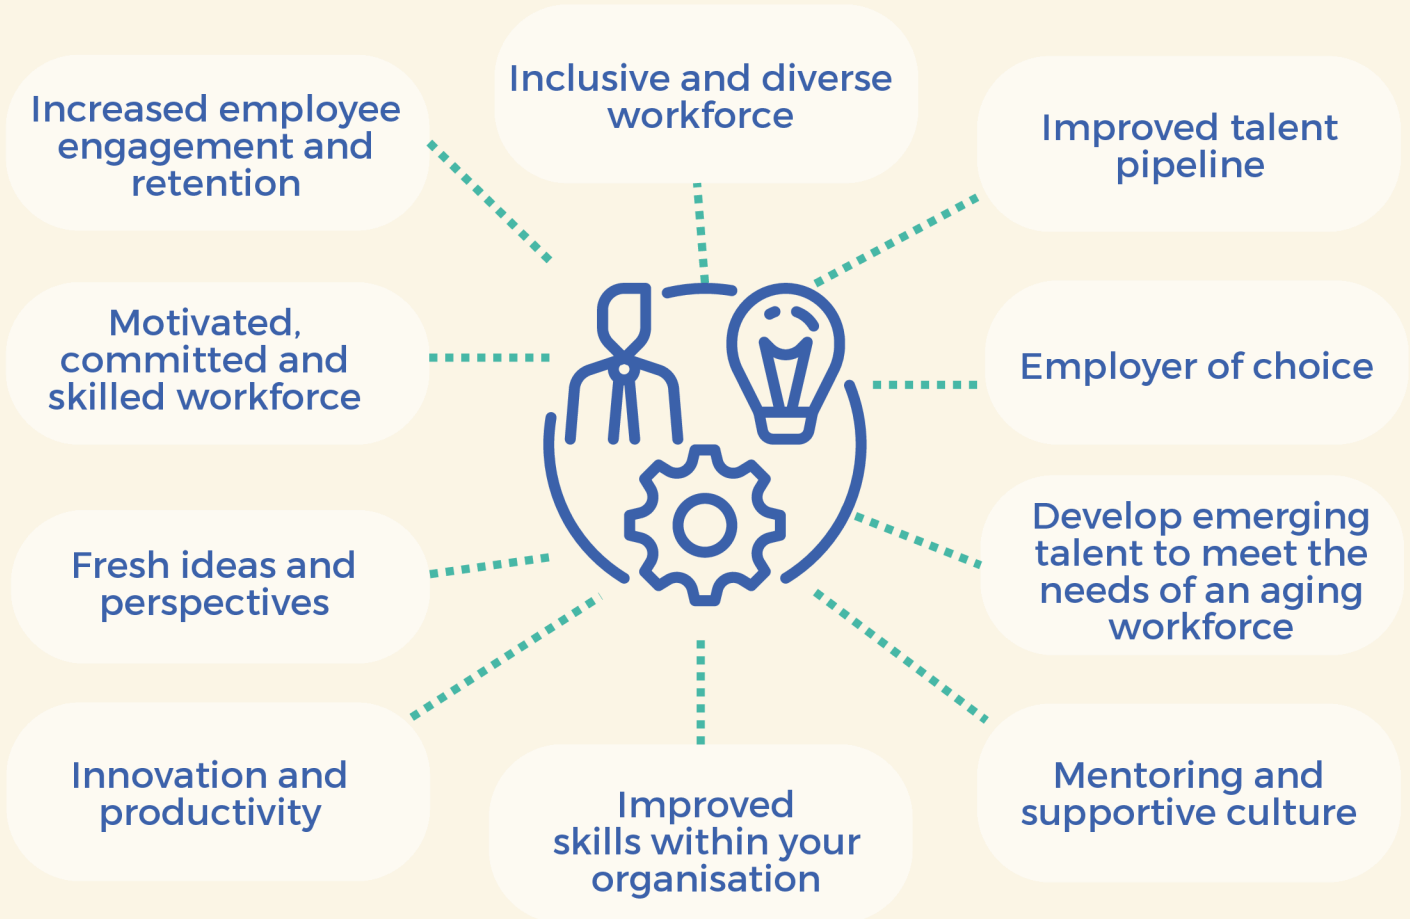 Inclusive and diverse
workforce
Increased employee
engagement and
retention
Improved talent
pipeline
Motivated,
committed and
skilled workforce
Employer of choice
Fresh ideas and
perspectives
Develop emerging
talent to meet the
needs of an aging
workforce
Innovation and
productivity
Improved
skills within your
organisation
Mentoring and
supportive culture